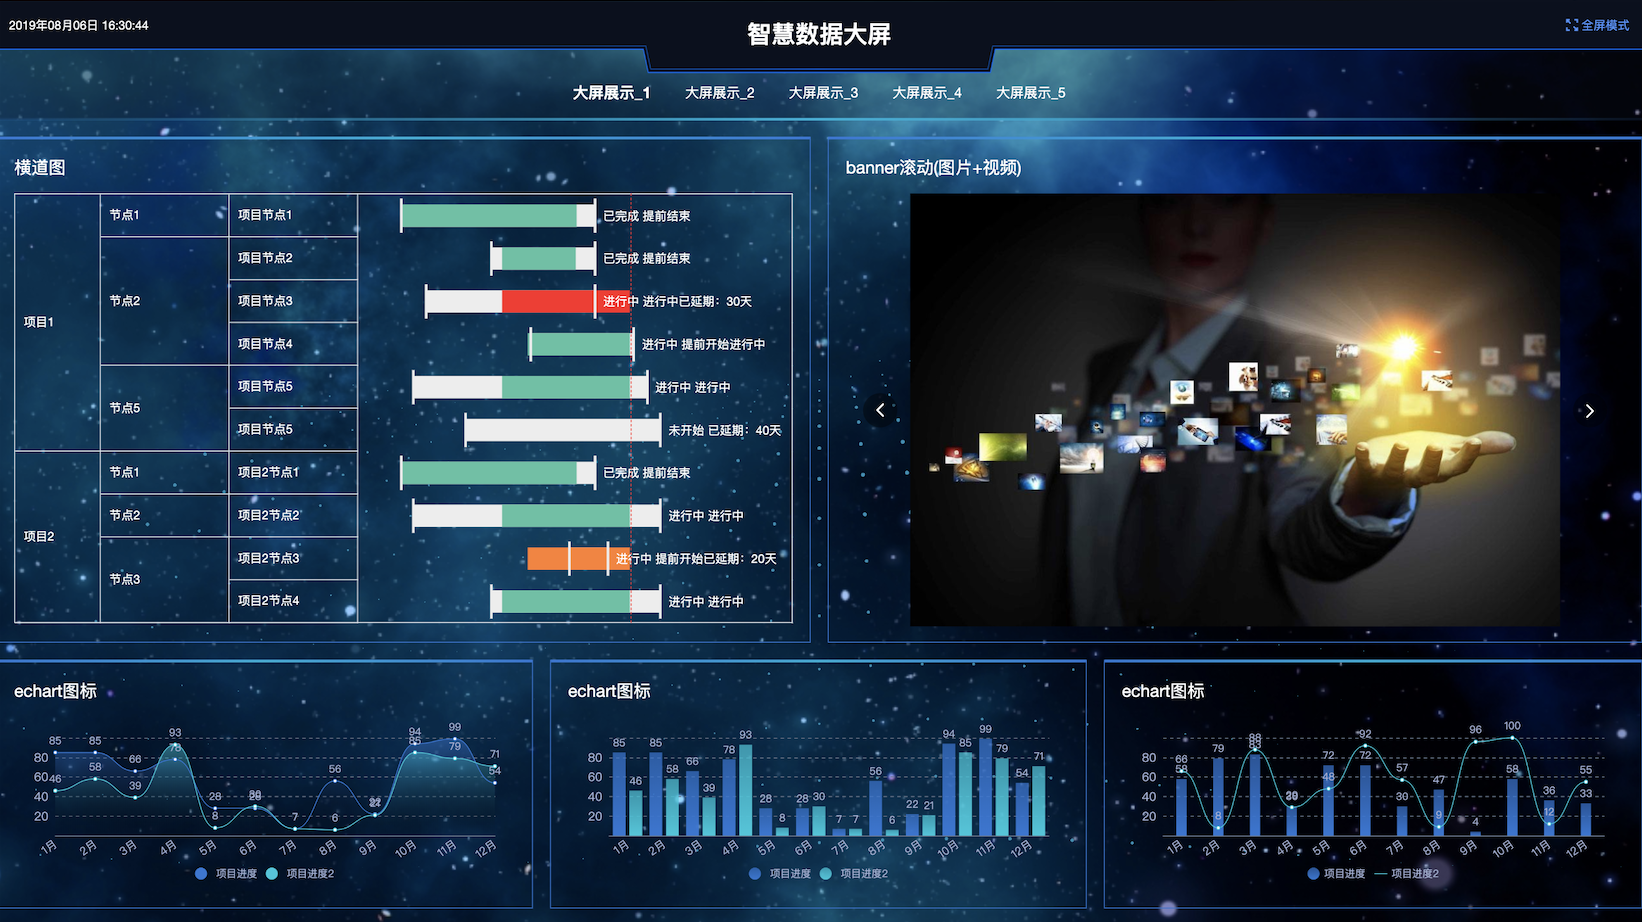 2019年08月06日 16:30:44
智慧数据大屏
全屏模式
大屏展示_1 大屏展示_2 大屏展示_3 大屏展示_4 大屏展示_5
横道图
项目1
节点1 项目节点1 已完成 提前结束
节点2 项目节点2 已完成 提前结束
项目节点3 进行中 进行中已延期：30天
项目节点4 进行中 提前开始进行中
节点5 项目节点5 进行中 进行中
项目节点5 未开始 已延期：40天
项目2
节点1 项目2节点1 已完成 提前结束
节点2 项目2节点2 进行中 进行中
节点3 项目2节点3 进行中 提前开始已延期：20天
项目2节点4 进行中 进行中
banner滚动(图片+视频)
echart图标
80
60
40
20
85 85 66 78 28 28 7 56 22 94 99 54
46 58 39 93 8 30 7 6 21 85 79 71
1月 2月 3月 4月 5月 6月 7月 8月 9月 10月 11月 12月
项目进度 项目进度2
echart图标
80
60
40
20
85 46 85 58 66 39 78 93 28 8 28 30 7 7 56 6 22 21 94 85 99 79 54 71
1月 2月 3月 4月 5月 6月 7月 8月 9月 10月 11月 12月
项目进度 项目进度2
echart图标
80
60
40
20
58 79 83 72 72 30 47 4 58 36 33
66 8 88 48 92 57 9 96 100 12 55
1月 2月 3月 4月 5月 6月 7月 8月 9月 10月 11月 12月
项目进度 项目进度2